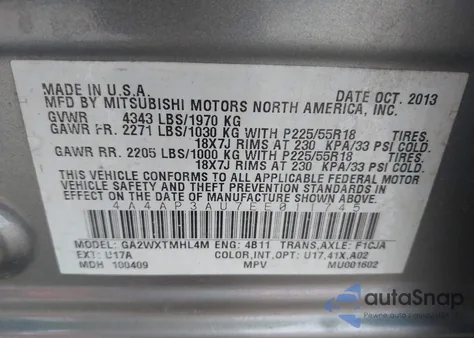 MADE IN U.S.A. DATE OCT. 2013
MFD BY MITSUBISHI MOTORS NORTH AMERICA, INC.
GVWR 4343 LBS/1970 KG
GAWR FR. 2271 LBS/1030 KG WITH P225/55R18 TIRES,
18X7J RIMS AT 230 KPA/33 PSI COLD.
GAWR RR. 2205 LBS/1000 KG WITH P225/55R18 TIRES,
18X7J RIMS AT 230 KPA/33 PSI COLD.
THIS VEHICLE CONFORMS TO ALL APPLICABLE FEDERAL MOTOR
VEHICLE SAFETY AND THEFT PREVENTION STANDARDS IN EFFECT ON
THE DATE OF MANUFACTURE SHOWN ABOVE.
4A4AP3AU7EE011745
MODEL: GA2WXTMHL4M ENG: 4B11 TRANS,AXLE: F1CJA
EXT: U17A COLOR,INT,OPT: U17,41X,A02
MDH 100409 MPV MU001602
autoSnap
Preview auto history